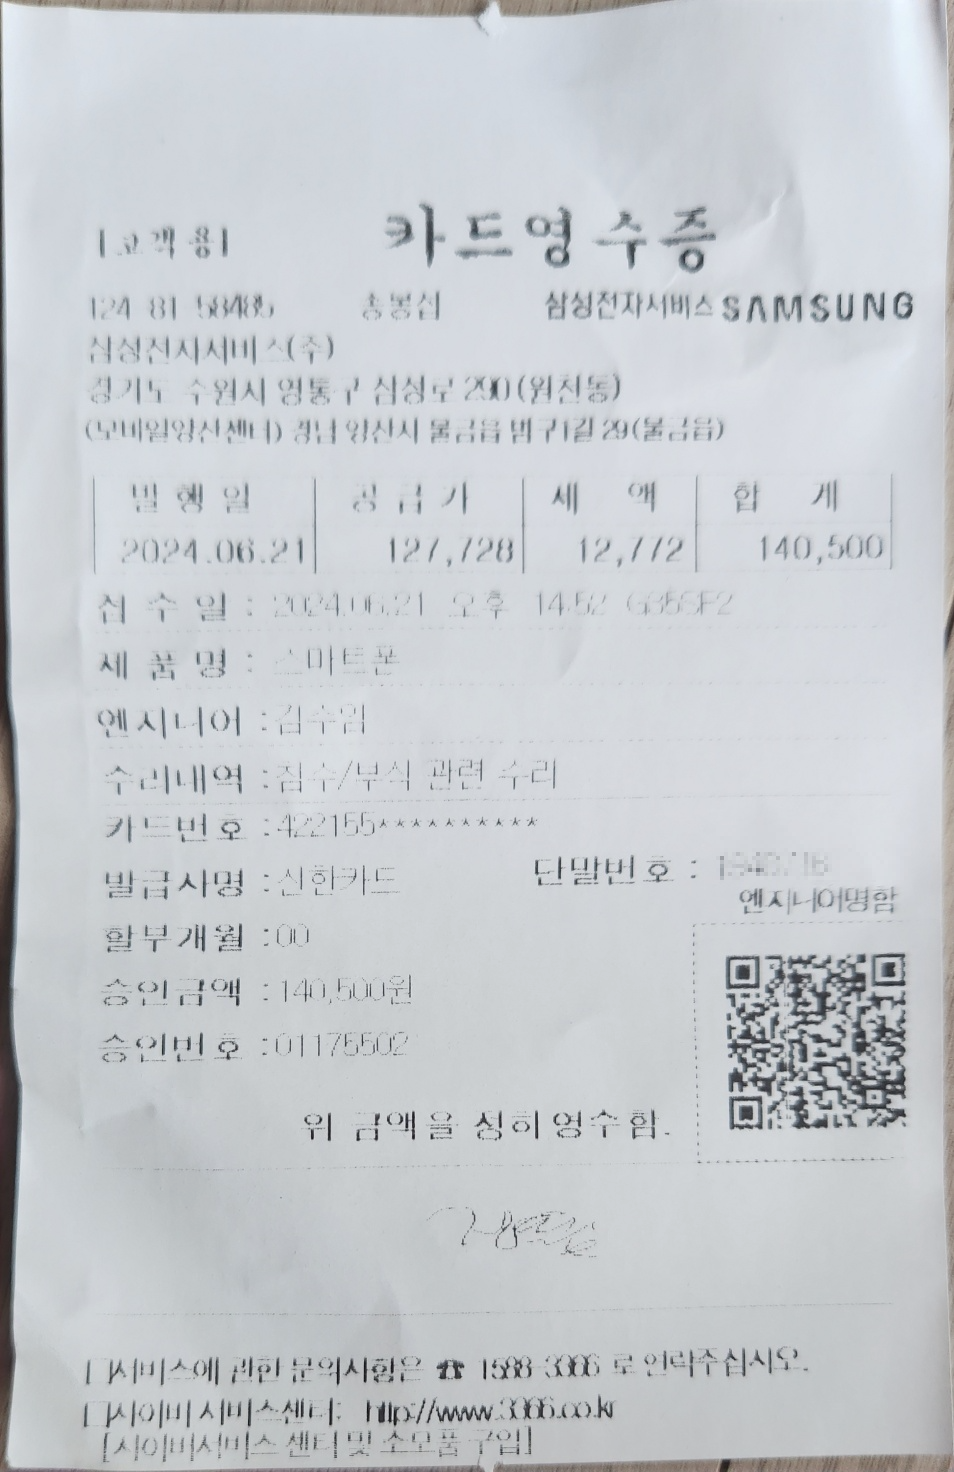 [고객용] 카드영수증
124 81 58485 송봉섭 삼성전자서비스 SAMSUNG
삼성전자서비스(주)
경기도 수원시 영통구 삼성로 290(원천동)
(모바일양산센터) 경남 양산시 물금읍 범구1길 29(물금읍)
발행일 공급가 세액 합계
2024.06.21 127,728 12,772 140,500
접수일 : 2024.06.21 오후 14:52
제품명 : 스마트폰
엔지니어 : 김수엄
수리내역 : 침수/부식 관련 수리
카드번호 : 422155**********
발급사명 : 신한카드 단말번호 :
엔지니어명함
할부개월 : 00
승인금액 : 140,500원
승인번호 : 01175502
위 금액을 정히 영수함.
□서비스에 관한 문의사항은 ☎ 1588-3366 로 연락주십시오.
□사이버 서비스센터: http://www.3366.co.kr
[사이버서비스 센터 및 소모품 구입]